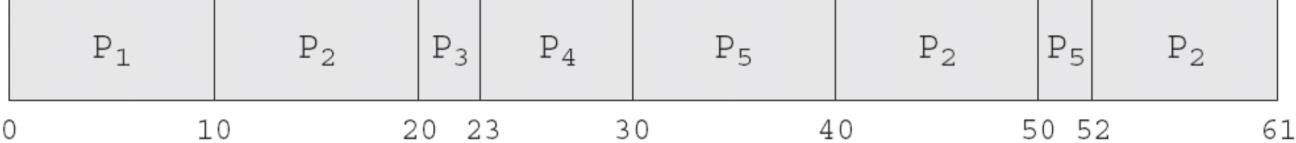 P₁ P₂ P₃ P₄ P₅ P₂ P₅ P₂
0 10 20 23 30 40 50 52 61